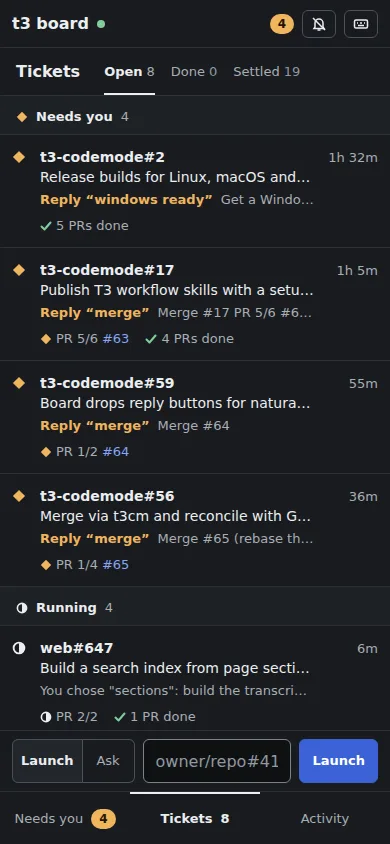 t3 board
4
Tickets Open 8 Done 0 Settled 19
Needs you 4
t3-codemode#2 1h 32m
Release builds for Linux, macOS and…
Reply “windows ready” Get a Windo…
5 PRs done
t3-codemode#17 1h 5m
Publish T3 workflow skills with a setu…
Reply “merge” Merge #17 PR 5/6 #6…
PR 5/6 #63 4 PRs done
t3-codemode#59 55m
Board drops reply buttons for natura…
Reply “merge” Merge #64
PR 1/2 #64
t3-codemode#56 36m
Merge via t3cm and reconcile with G…
Reply “merge” Merge #65 (rebase th…
PR 1/4 #65
Running 4
web#647 6m
Build a search index from page secti…
You chose "sections": build the transcri…
PR 2/2 1 PR done
Launch Ask owner/repo#41 Launch
Needs you 4 Tickets 8 Activity